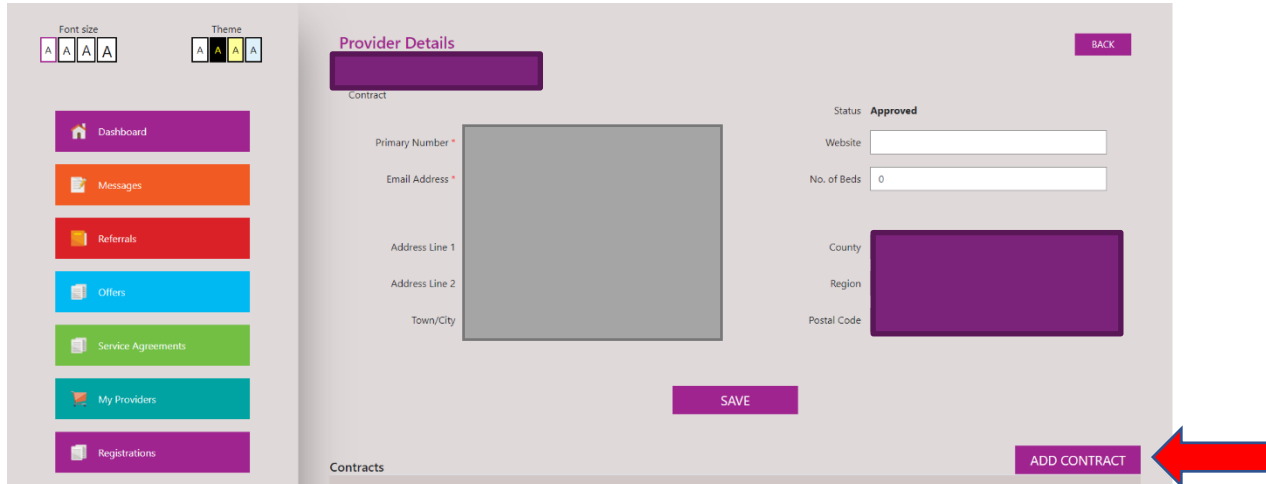 Font size
A A A A
Theme
A A A A
Dashboard
Messages
Referrals
Offers
Service Agreements
My Providers
Registrations
Provider Details
BACK
Contract
Status Approved
Primary Number *
Website
Email Address *
No. of Beds 0
Address Line 1
County
Address Line 2
Region
Town/City
Postal Code
SAVE
ADD CONTRACT
Contracts